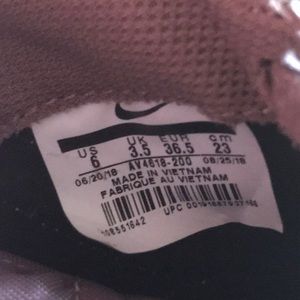 US UK EUR cm
6 3.5 36.5 23
06/20/18 AV4618-200 08/25/18
MADE IN VIETNAM
FABRIQUE AU VIETNAM
UPC